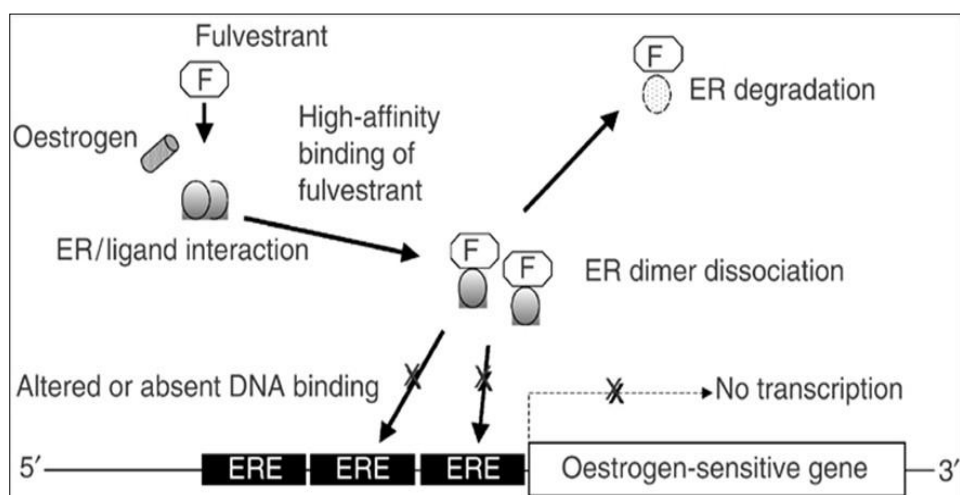 Fulvestrant
F
Oestrogen
High-affinity
binding of
fulvestrant
F
ER degradation
ER/ligand interaction
F
F
ER dimer dissociation
Altered or absent DNA binding
X
X
X
No transcription
5′
ERE
ERE
ERE
Oestrogen-sensitive gene
3′